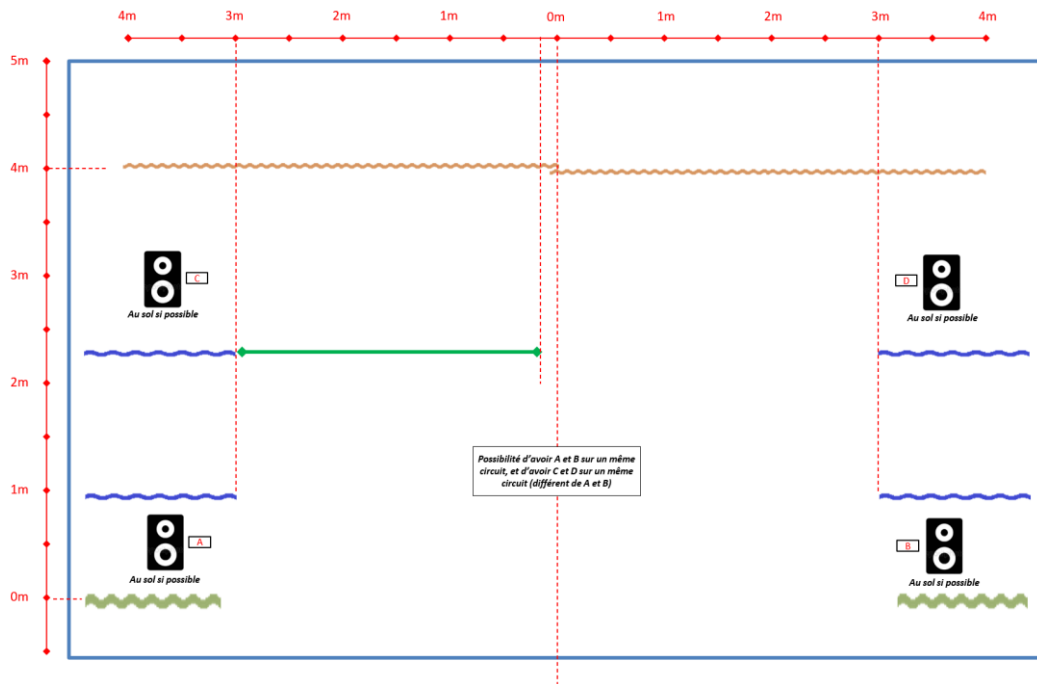 4m 3m 2m 1m 0m 1m 2m 3m 4m
5m
4m
3m
C
D
Au sol si possible
Au sol si possible
2m
Possibilité d'avoir A et B sur un même
circuit, et d'avoir C et D sur un même
circuit (différent de A et B)
1m
A
B
Au sol si possible
Au sol si possible
0m